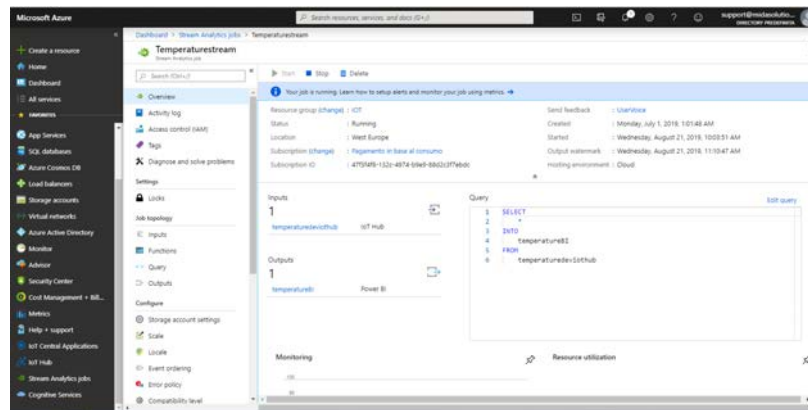 Microsoft Azure
Search resources, services, and docs (G+/)
support@midasolutio...
DIRECTORY PREDEFINITA
Create a resource
Home
Dashboard
All services
FAVORITES
App Services
SQL databases
Azure Cosmos DB
Load balancers
Storage accounts
Virtual networks
Azure Active Directory
Monitor
Advisor
Security Center
Cost Management + Bill...
Metrics
Help + support
IoT Central Applications
IoT Hub
Stream Analytics jobs
Cognitive Services
Dashboard > Stream Analytics jobs > Temperaturestream
Temperaturestream
Stream Analytics job
Search (Ctrl+/)
Overview
Activity log
Access control (IAM)
Tags
Diagnose and solve problems
Settings
Locks
Job topology
Inputs
Functions
Query
Outputs
Configure
Storage account settings
Scale
Locale
Event ordering
Error policy
Compatibility level
Start
Stop
Delete
Your job is running. Learn how to setup alerts and monitor your job using metrics.
Resource group (change) : IOT
Status : Running
Location : West Europe
Subscription (change) : Pagamento in base al consumo
Subscription ID
Send feedback : UserVoice
Created : Monday, July 1, 2019, 1:01:48 AM
Started : Wednesday, August 21, 2019, 10:03:51 AM
Output watermark : Wednesday, August 21, 2019, 11:10:47 AM
Hosting environment : Cloud
Inputs
1
temperaturedeviothub IoT Hub
Outputs
1
temperatureBI Power BI
Query
Edit query
1 SELECT
2 *
3 INTO
4 temperatureBI
5 FROM
6 temperaturedeviothub
Monitoring
Resource utilization
100
90